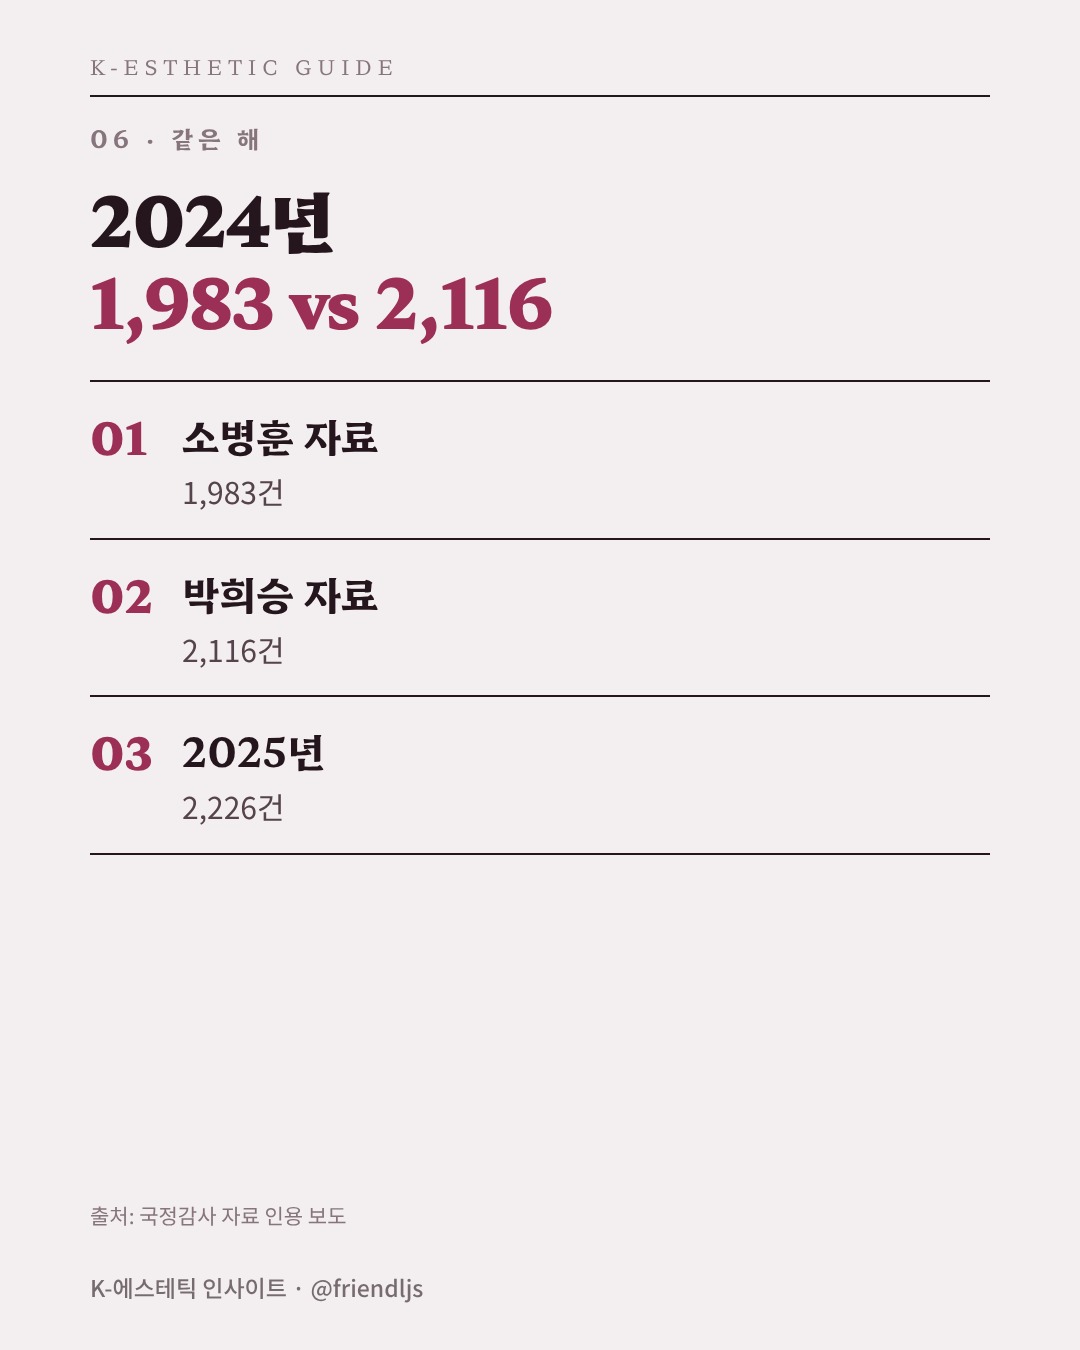 K-ESTHETIC GUIDE
06 · 같은 해
2024년
1,983 vs 2,116
01 소병훈 자료
1,983건
02 박희승 자료
2,116건
03 2025년
2,226건
출처: 국정감사 자료 인용 보도
K-에스테틱 인사이트 · @friendljs